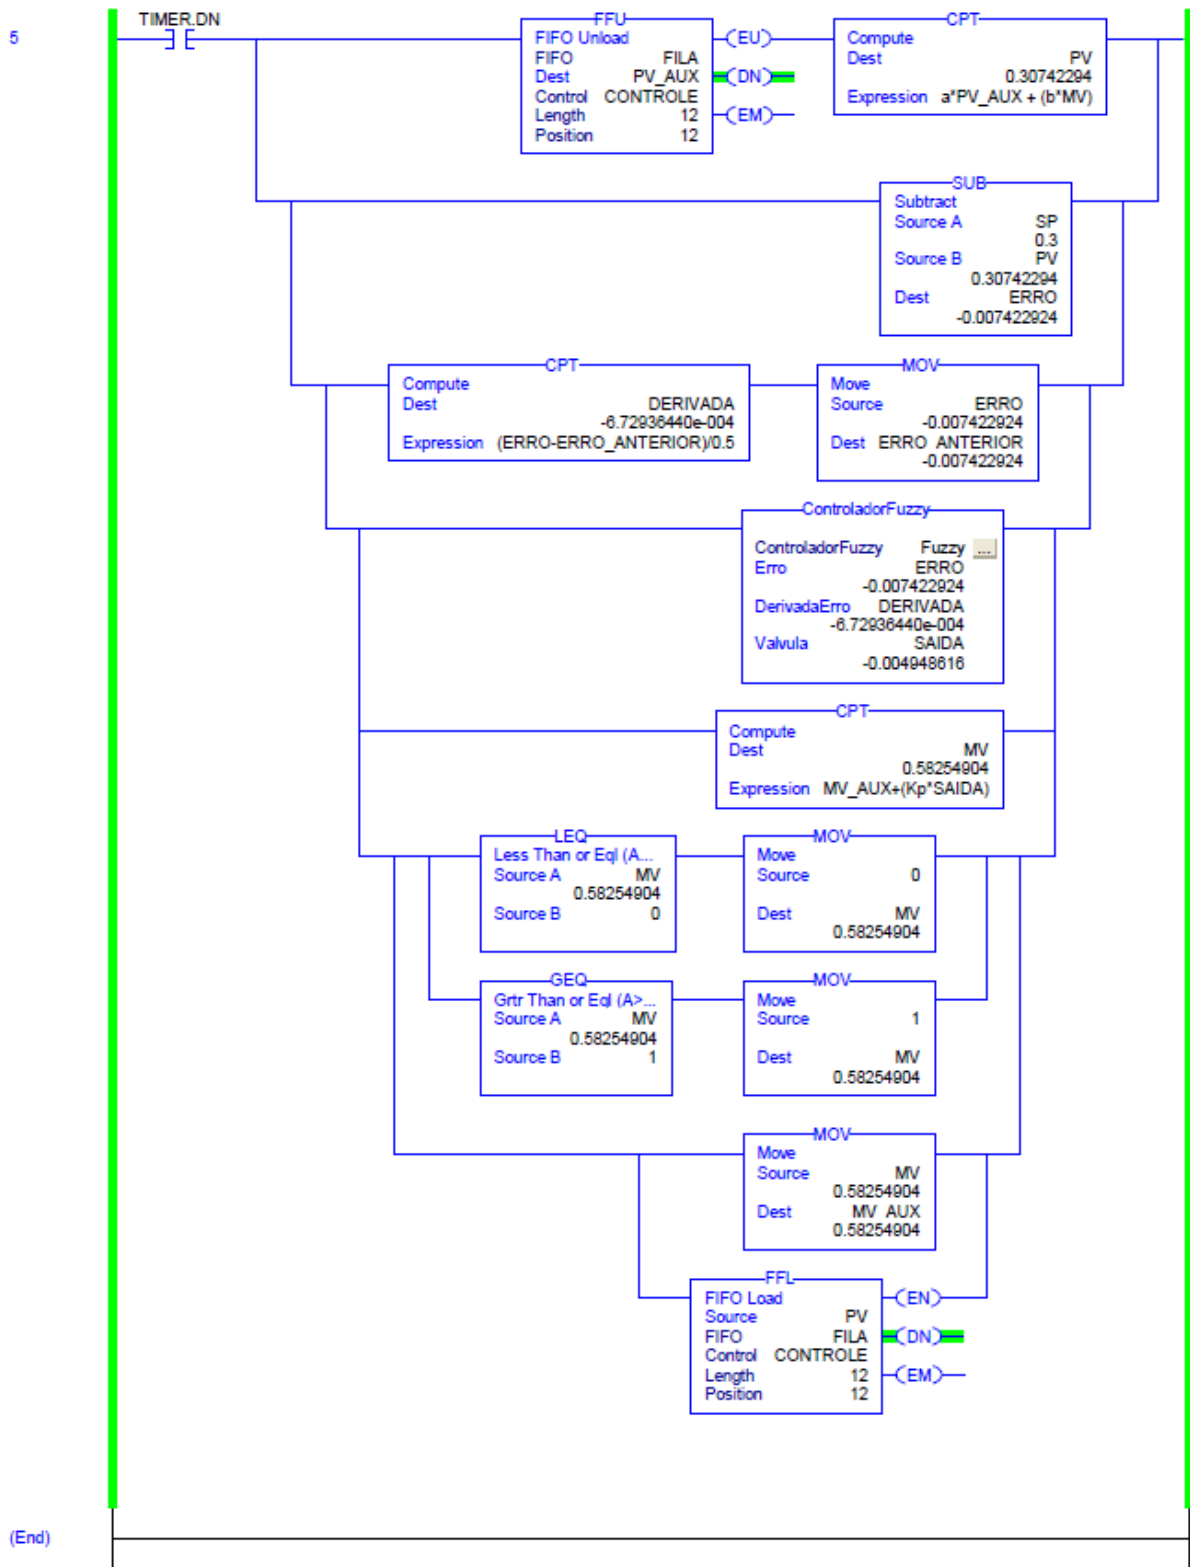 TIMER.DN
5
FFU
FIFO Unload
FIFO FILA
Dest PV_AUX
Control CONTROLE
Length 12
Position 12
(EU)
(DN)
(EM)
CPT
Compute
Dest PV
0.30742294
Expression a*PV_AUX + (b*MV)
SUB
Subtract
Source A SP
0.3
Source B PV
0.30742294
Dest ERRO
-0.007422924
CPT
Compute
Dest DERIVADA
-6.72936440e-004
Expression (ERRO-ERRO_ANTERIOR)/0.5
MOV
Move
Source ERRO
-0.007422924
Dest ERRO_ANTERIOR
-0.007422924
ControladorFuzzy
ControladorFuzzy Fuzzy ...
Erro ERRO
-0.007422924
DerivadaErro DERIVADA
-6.72936440e-004
Valvula SAIDA
-0.004948616
CPT
Compute
Dest MV
0.58254904
Expression MV_AUX+(Kp*SAIDA)
LEQ
Less Than or Eql (A...
Source A MV
0.58254904
Source B 0
MOV
Move
Source 0
Dest MV
0.58254904
GEQ
Grtr Than or Eql (A>...
Source A MV
0.58254904
Source B 1
MOV
Move
Source 1
Dest MV
0.58254904
MOV
Move
Source MV
0.58254904
Dest MV_AUX
0.58254904
FFL
FIFO Load
Source PV
FIFO FILA
Control CONTROLE
Length 12
Position 12
(EN)
(DN)
(EM)
(End)